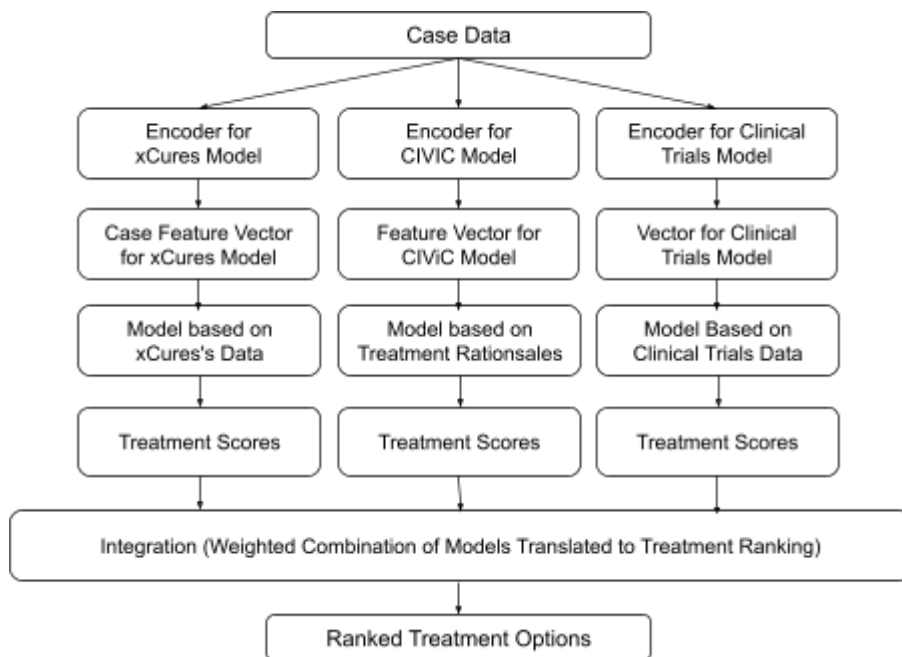 Case Data
Encoder for
xCures Model
Encoder for
CIVIC Model
Encoder for Clinical
Trials Model
Case Feature Vector
for xCures Model
Feature Vector for
CIViC Model
Vector for Clinical
Trials Model
Model based on
xCures's Data
Model based on
Treatment Rationsales
Model Based on
Clinical Trials Data
Treatment Scores
Treatment Scores
Treatment Scores
Integration (Weighted Combination of Models Translated to Treatment Ranking)
Ranked Treatment Options